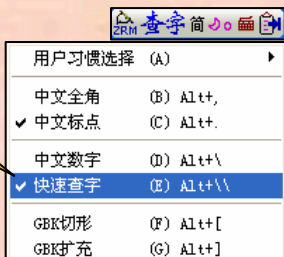 ZRM 查字 简
用户习惯选择 (A)
中文全角 (B) Alt+,
中文标点 (C) Alt+.
中文数字 (D) Alt+\
快速查字 (E) Alt+\\
GBK切形 (F) Alt+[
GBK扩充 (G) Alt+]